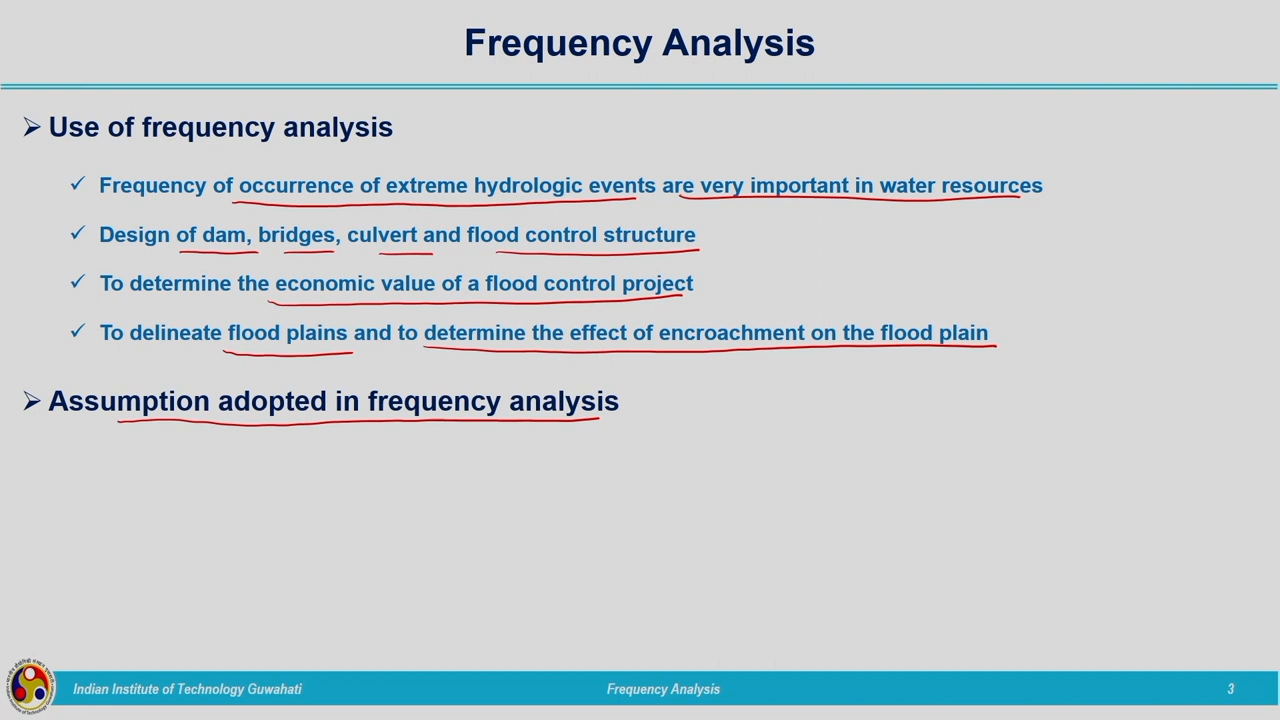 Frequency Analysis
Use of frequency analysis
Frequency of occurrence of extreme hydrologic events are very important in water resources
Design of dam, bridges, culvert and flood control structure
To determine the economic value of a flood control project
To delineate flood plains and to determine the effect of encroachment on the flood plain
Assumption adopted in frequency analysis
Indian Institute of Technology Guwahati
Frequency Analysis
3